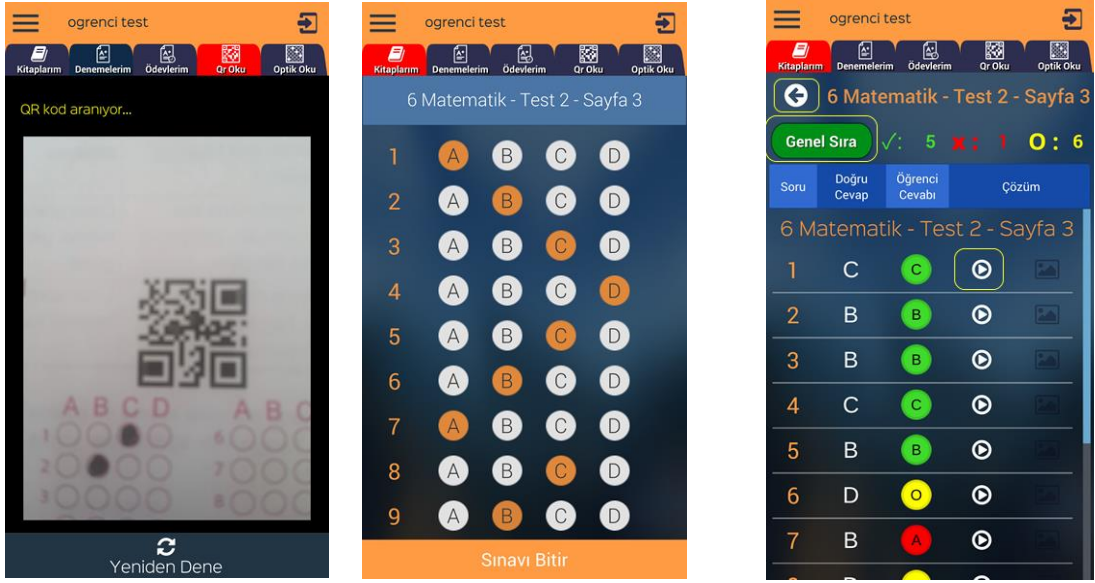 ogrenci test
Kitaplarım Denemelerim Ödevlerim Qr Oku Optik Oku
QR kod aranıyor...
A B C D A B C
1 6
2 7
3 8
Yeniden Dene
ogrenci test
Kitaplarım Denemelerim Ödevlerim Qr Oku Optik Oku
6 Matematik - Test 2 - Sayfa 3
1 A B C D
2 A B C D
3 A B C D
4 A B C D
5 A B C D
6 A B C D
7 A B C D
8 A B C D
9 A B C D
Sınavı Bitir
ogrenci test
Kitaplarım Denemelerim Ödevlerim Qr Oku Optik Oku
6 Matematik - Test 2 - Sayfa 3
Genel Sıra ✓: 5 ✖: 1 O: 6
Soru Doğru Cevap Öğrenci Cevabı Çözüm
6 Matematik - Test 2 - Sayfa 3
1 C C
2 B B
3 B B
4 C C
5 B B
6 D O
7 B A